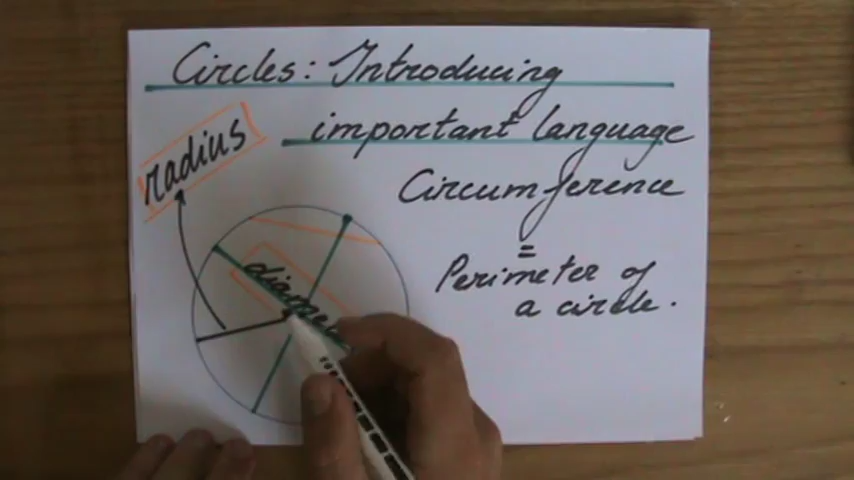 Circles: Introducing
important language
radius
Circumference
=
Perimeter of
a circle.